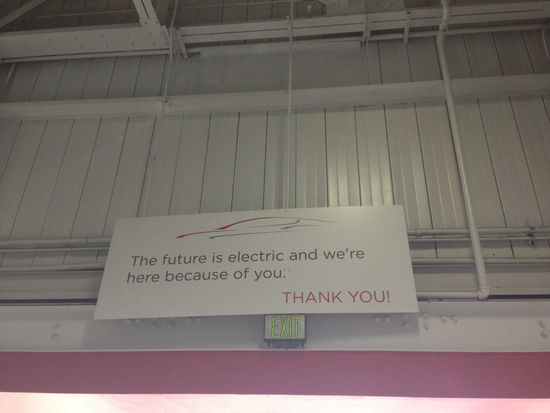 The future is electric and we're
here because of you.
THANK YOU!
EXIT